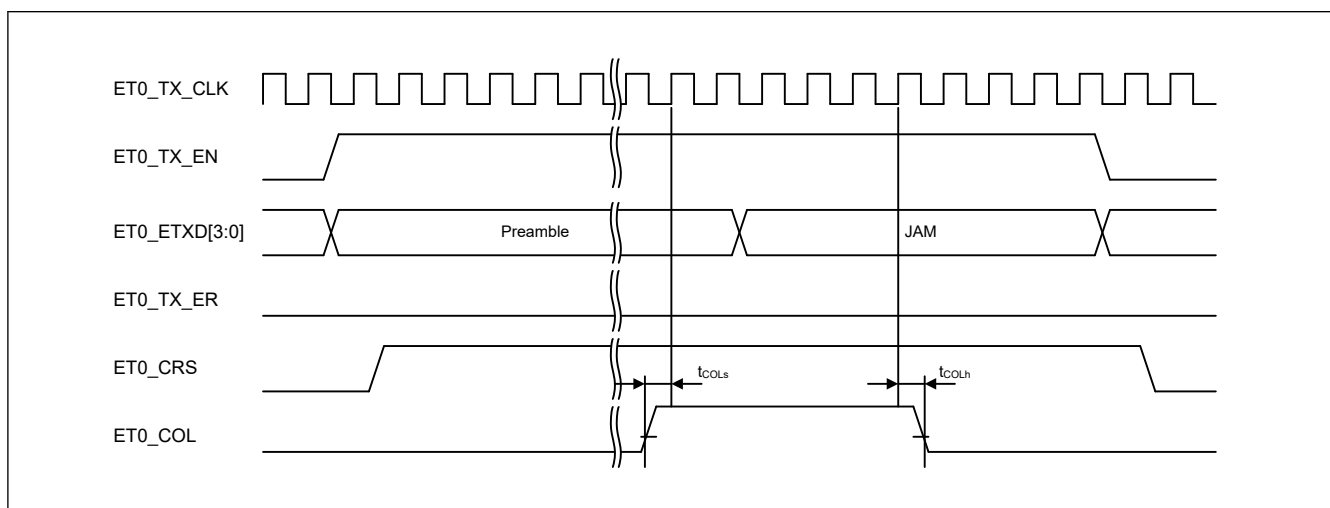 ET0_TX_CLK
ET0_TX_EN
ET0_ETXD[3:0]
Preamble
JAM
ET0_TX_ER
ET0_CRS
tCOLs
tCOLh
ET0_COL